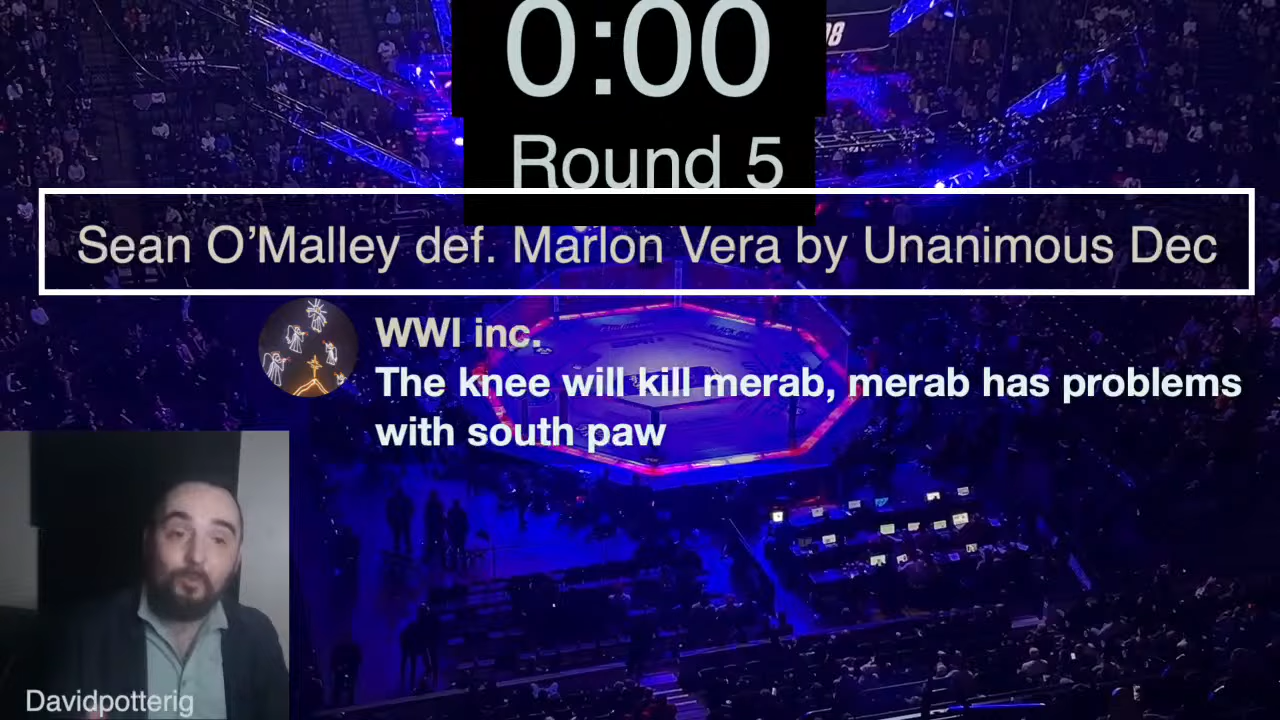 0:00
Round 5
Sean O’Malley def. Marlon Vera by Unanimous Dec
WWI inc.
The knee will kill merab, merab has problems
with south paw
Davidpotterig